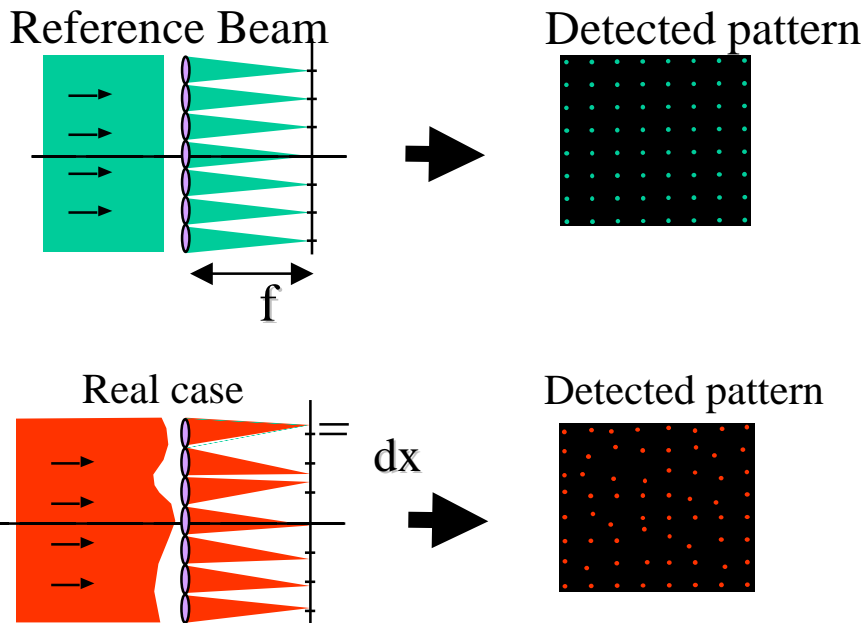 Reference Beam
Detected pattern
f
Real case
Detected pattern
dx